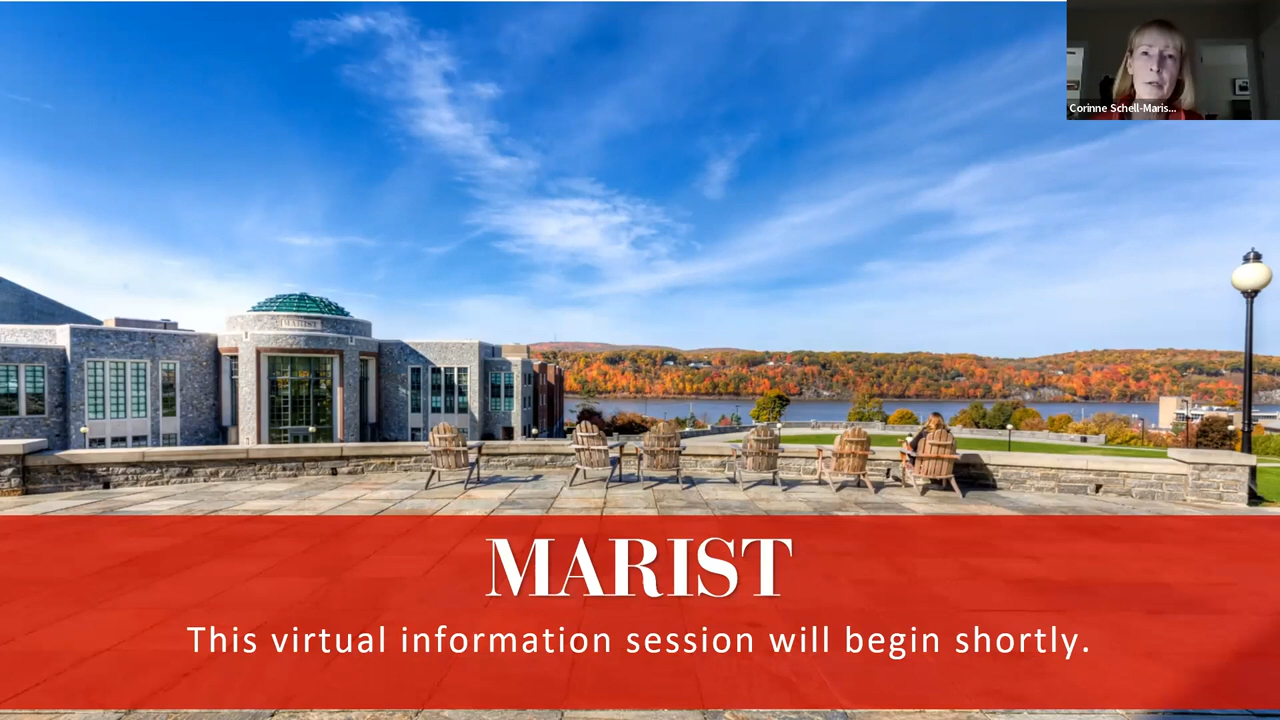 Corinne Schell-Maris...
MARIST
MARIST
This virtual information session will begin shortly.